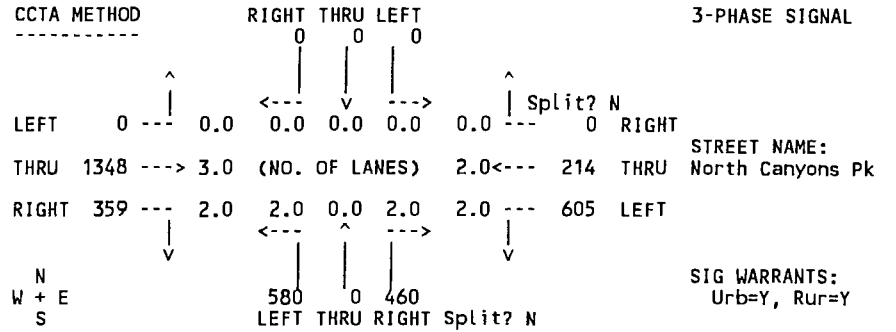 CCTA METHOD RIGHT THRU LEFT 3-PHASE SIGNAL
----------- 0 0 0
^ ^
<--- v ---> Split? N
LEFT 0 --- 0.0 0.0 0.0 0.0 0.0 --- 0 RIGHT
STREET NAME:
THRU 1348 ---> 3.0 (NO. OF LANES) 2.0<--- 214 THRU North Canyons Pk
RIGHT 359 --- 2.0 2.0 0.0 2.0 2.0 --- 605 LEFT
<--- ^ --->
v v
N SIG WARRANTS:
W + E 580 0 460 Urb=Y, Rur=Y
S LEFT THRU RIGHT Split? N